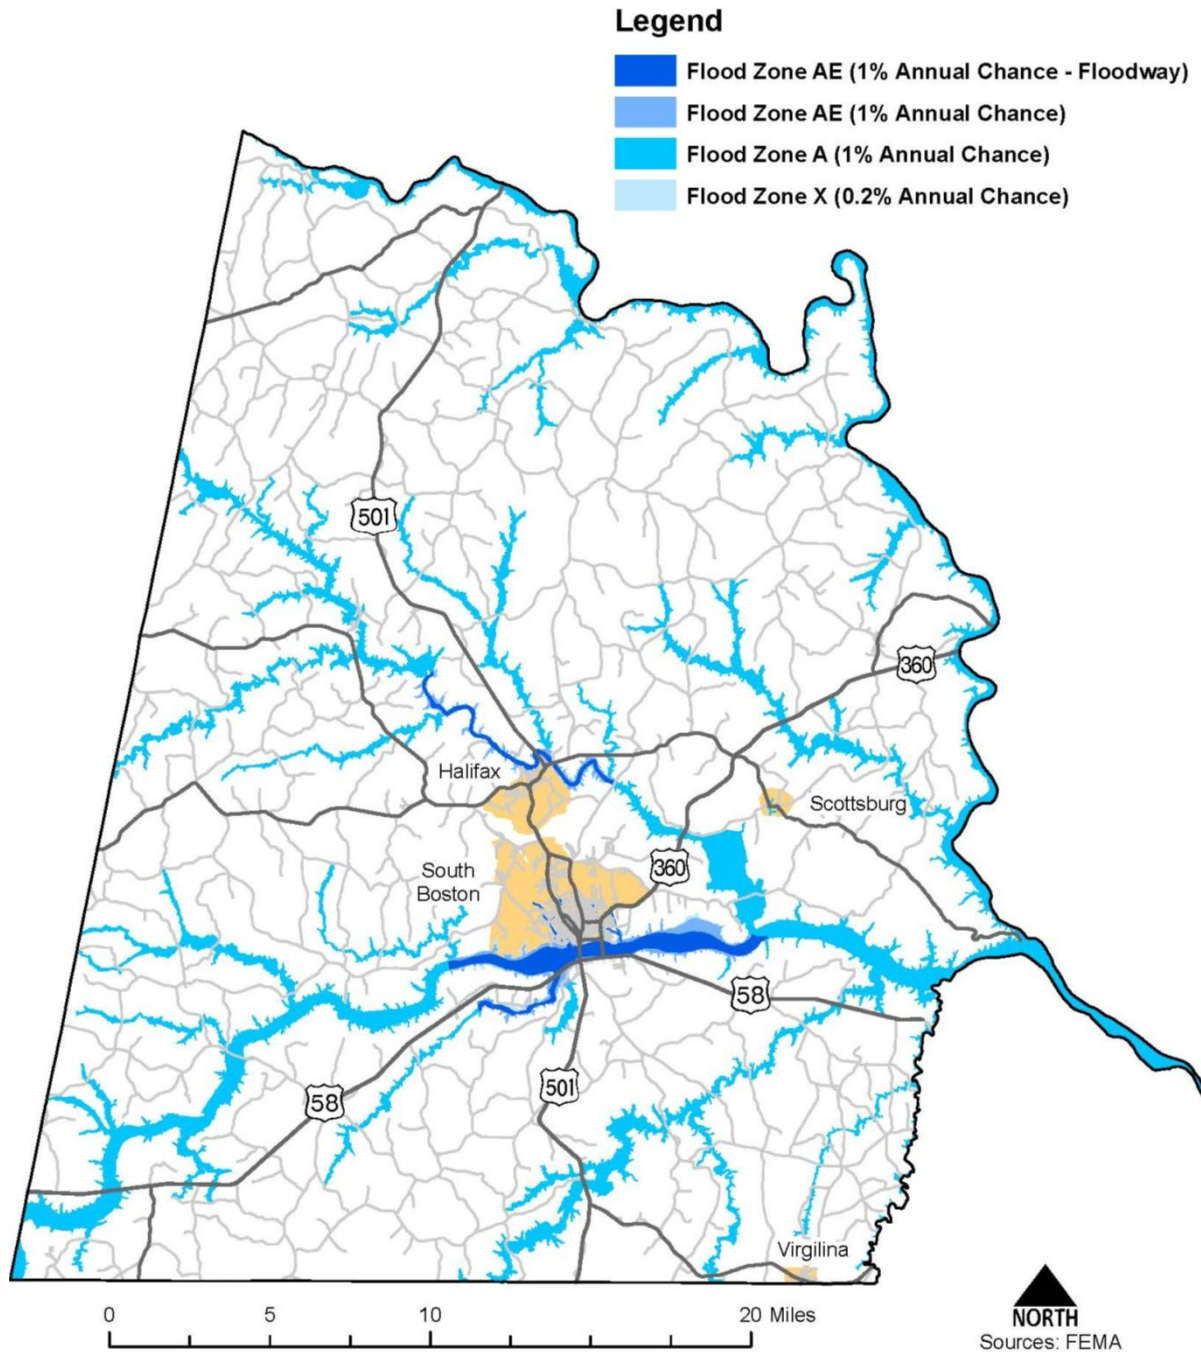 Legend
Flood Zone AE (1% Annual Chance - Floodway)
Flood Zone AE (1% Annual Chance)
Flood Zone A (1% Annual Chance)
Flood Zone X (0.2% Annual Chance)
501
360
Halifax
Scottsburg
South
Boston
360
58
501
58
Virgilina
0 5 10 20 Miles
NORTH
Sources: FEMA